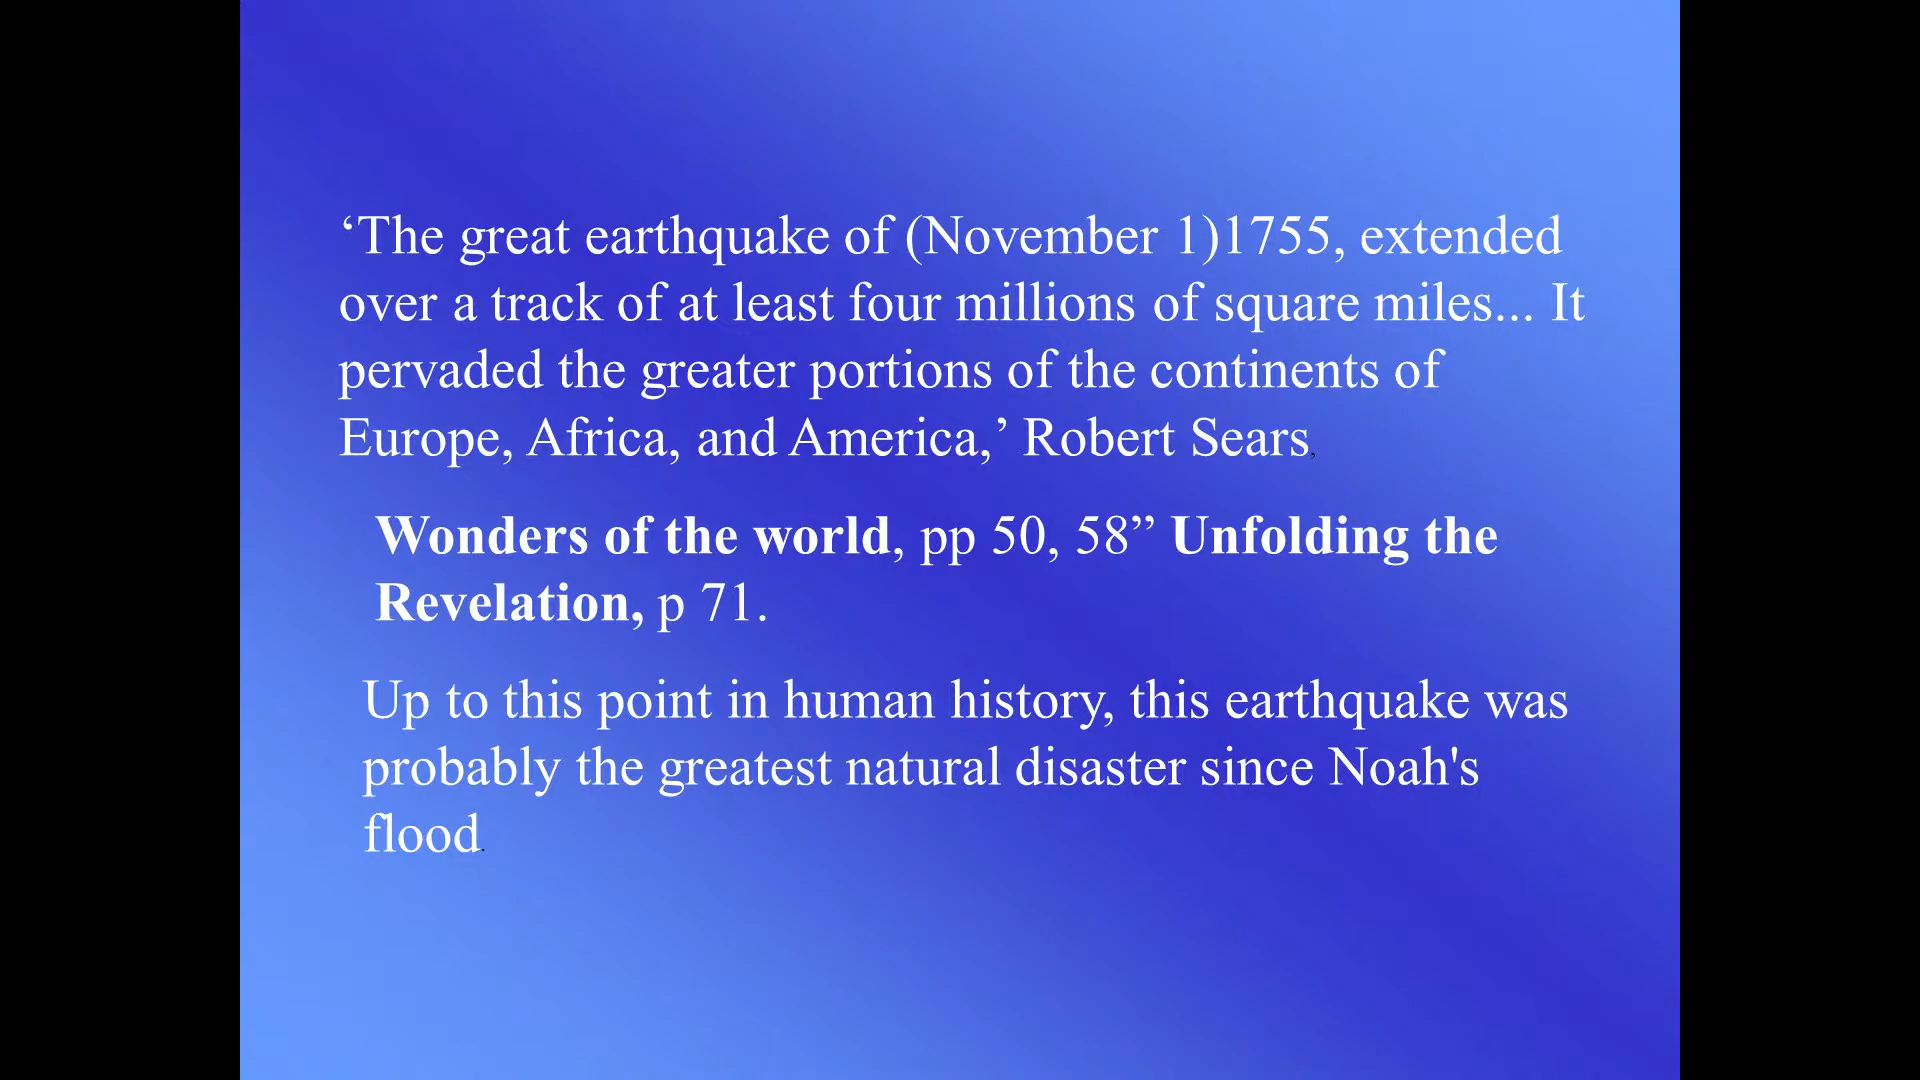 ‘The great earthquake of (November 1)1755, extended
over a track of at least four millions of square miles... It
pervaded the greater portions of the continents of
Europe, Africa, and America,’ Robert Sears,
Wonders of the world, pp 50, 58” Unfolding the
Revelation, p 71.
Up to this point in human history, this earthquake was
probably the greatest natural disaster since Noah's
flood.